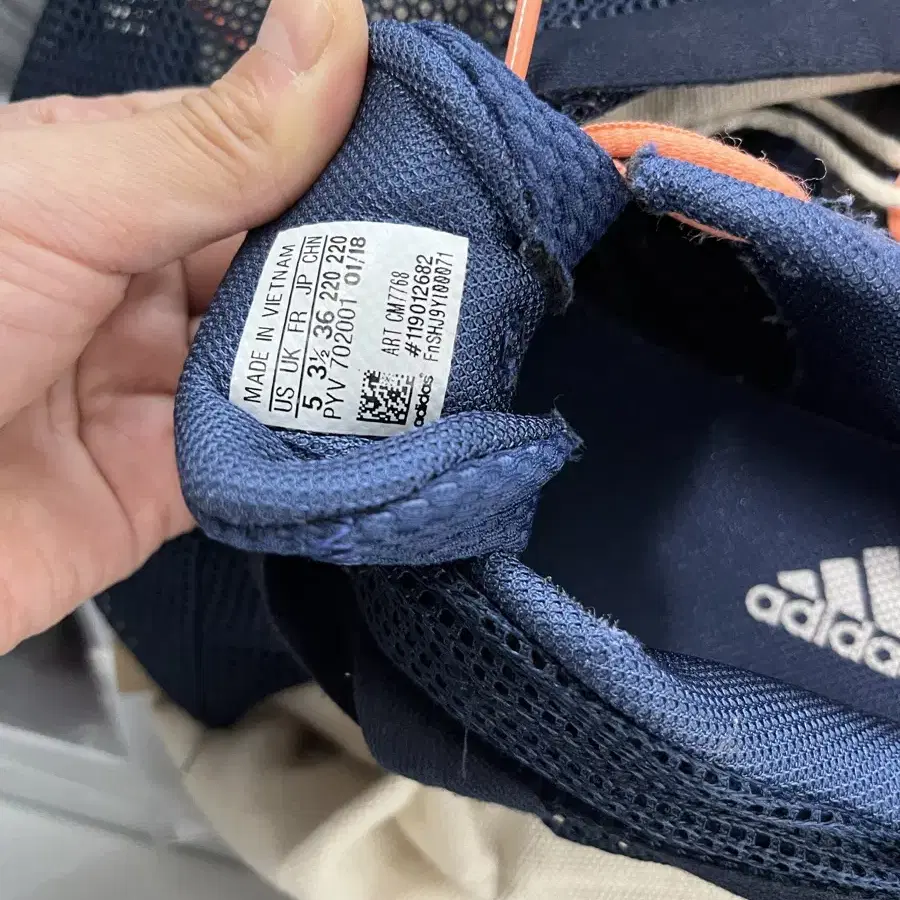 MADE IN VIETNAM
US UK FR JP CHN
5 3½ 36 220 220
PYV 702001 01/18
ART CM7768
#119012682
FnSHJ9Y100071
adidas
adidas